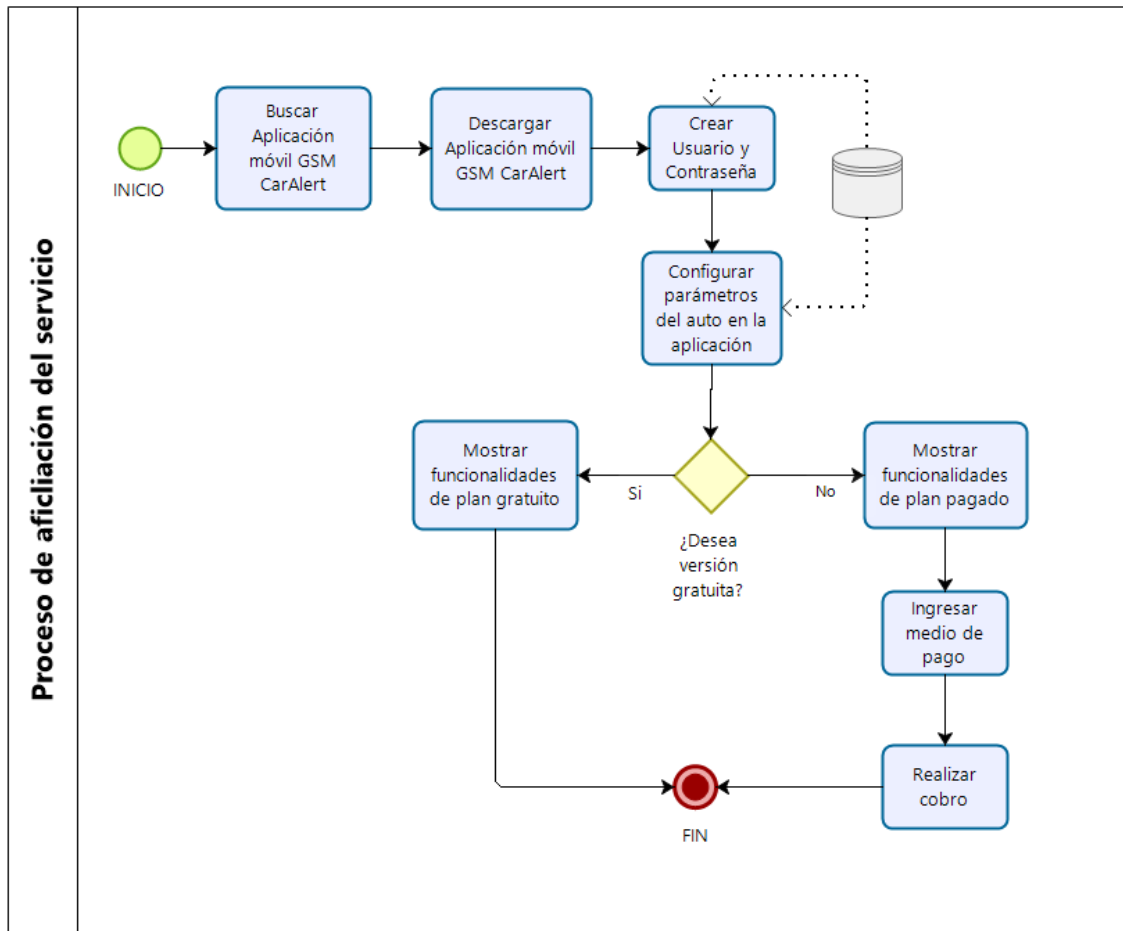 Proceso de aficliación del servicio
INICIO
Buscar
Aplicación
móvil GSM
CarAlert
Descargar
Aplicación móvil
GSM CarAlert
Crear
Usuario y
Contraseña
Configurar
parámetros
del auto en la
aplicación
¿Desea
versión
gratuita?
Si
No
Mostrar
funcionalidades
de plan gratuito
Mostrar
funcionalidades
de plan pagado
Ingresar
medio de
pago
Realizar
cobro
FIN